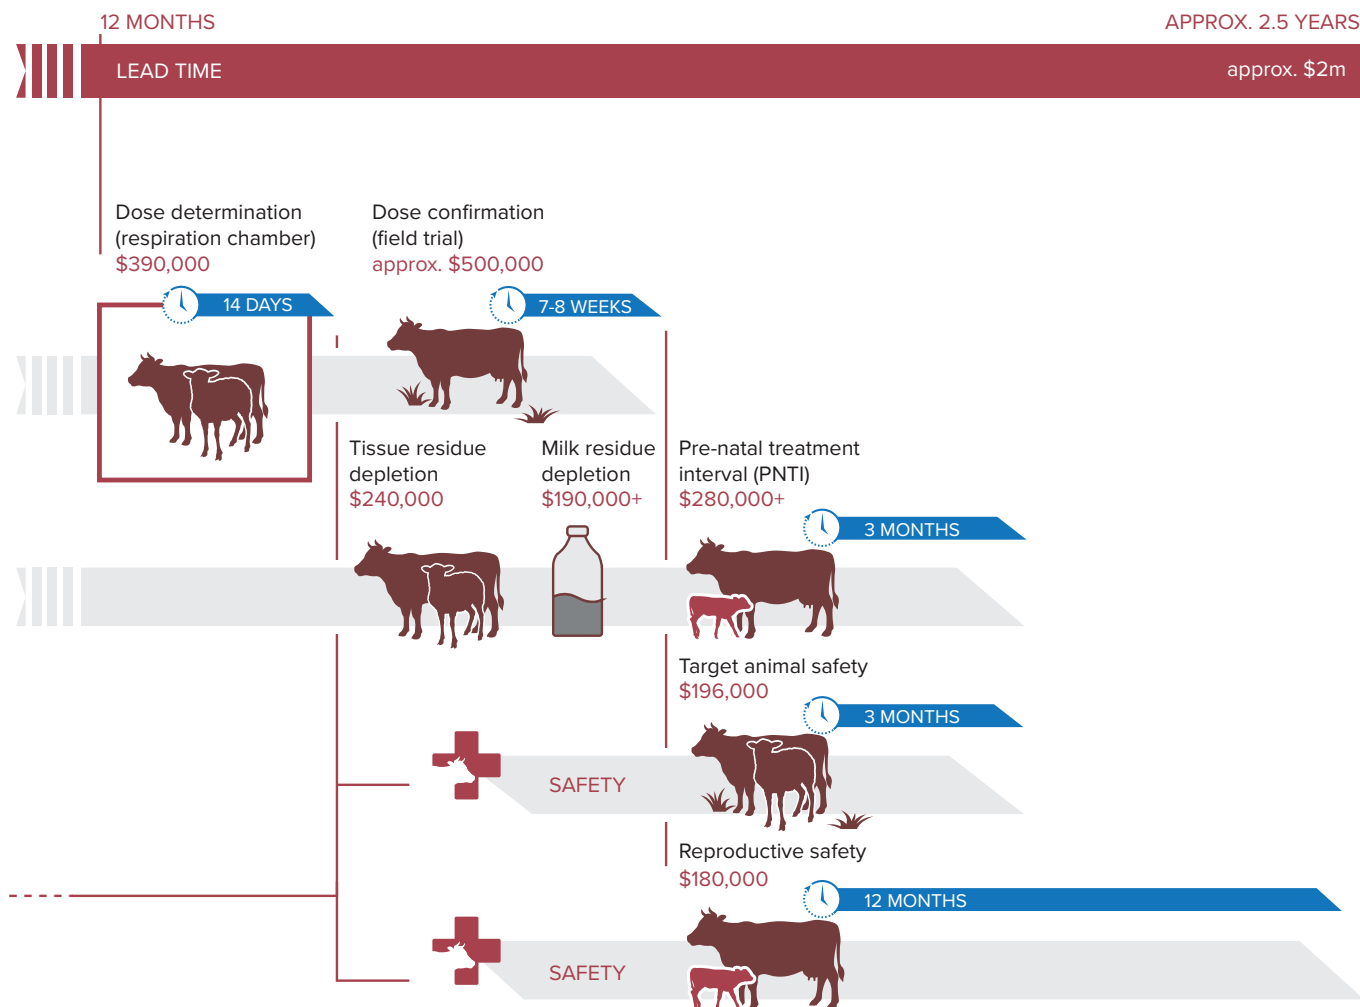 12 MONTHS
APPROX. 2.5 YEARS
LEAD TIME
approx. $2m
Dose determination
(respiration chamber)
$390,000
14 DAYS
Dose confirmation
(field trial)
approx. $500,000
7-8 WEEKS
Tissue residue
depletion
$240,000
Milk residue
depletion
$190,000+
Pre-natal treatment
interval (PNTI)
$280,000+
3 MONTHS
Target animal safety
$196,000
3 MONTHS
SAFETY
Reproductive safety
$180,000
12 MONTHS
SAFETY